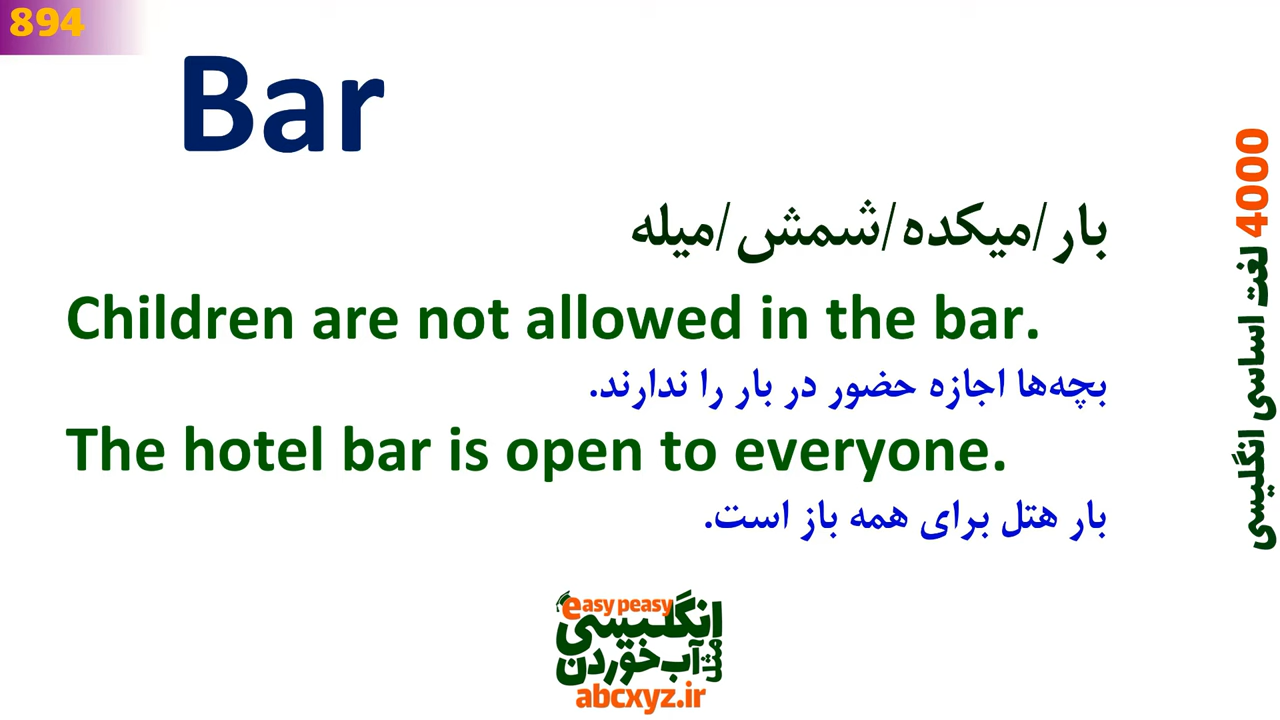 894
Bar
بار/میکده/شمش/میله
Children are not allowed in the bar.
بچه‌ها اجازه حضور در بار را ندارند.
The hotel bar is open to everyone.
بار هتل برای همه باز است.
4000 لغت اساسی انگلیسی
easy peasy
انگلیسی
مثل آب خوردن
abcxyz.ir